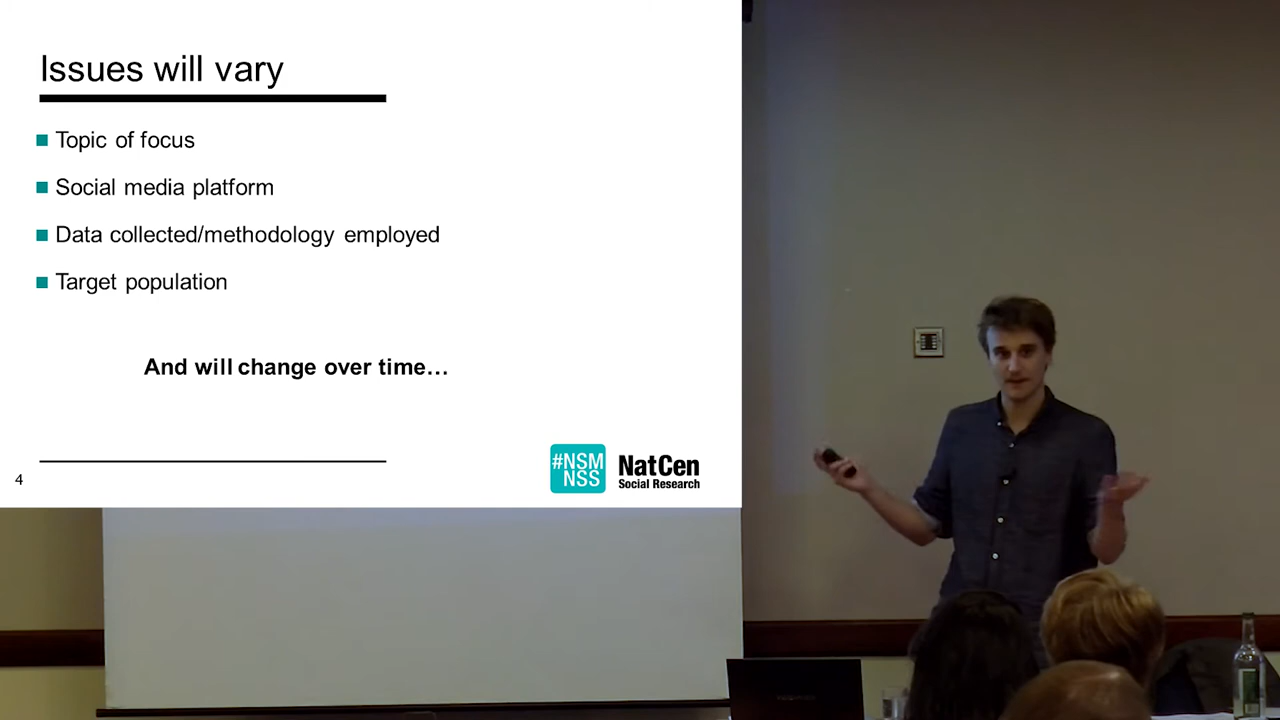 Issues will vary
Topic of focus
Social media platform
Data collected/methodology employed
Target population
And will change over time…
4
#NSM
NSS
NatCen
Social Research